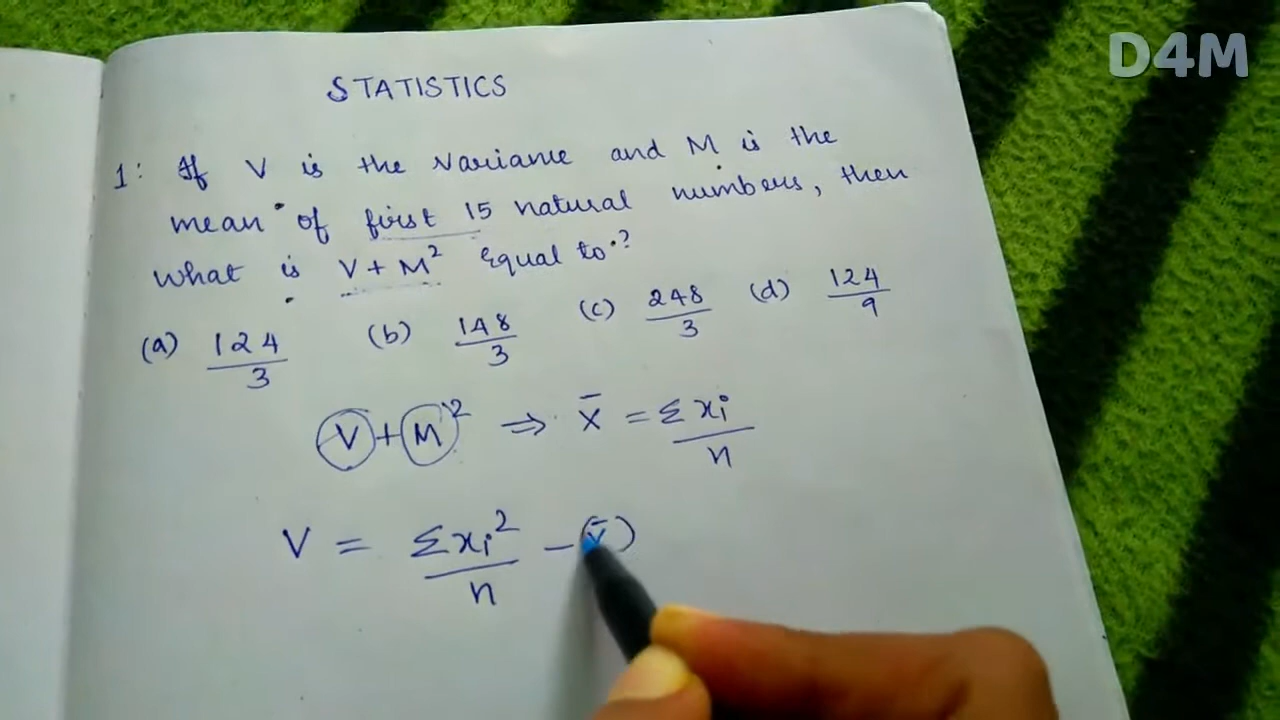 D4M
STATISTICS
1: If V is the variance and M is the
mean of first 15 natural numbers, then
what is V + M² equal to ?
(a) 124/3 (b) 148/3 (c) 248/3 (d) 124/9
V + M² ⇒ x̄ = Σxi/n
V = Σxi²/n - ( )